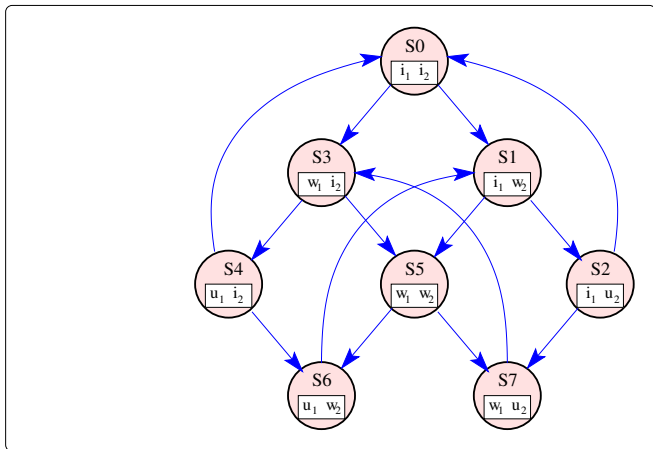 S0
i₁ i₂
S3
w₁ i₂
S1
i₁ w₂
S4
u₁ i₂
S5
w₁ w₂
S2
i₁ u₂
S6
u₁ w₂
S7
w₁ u₂